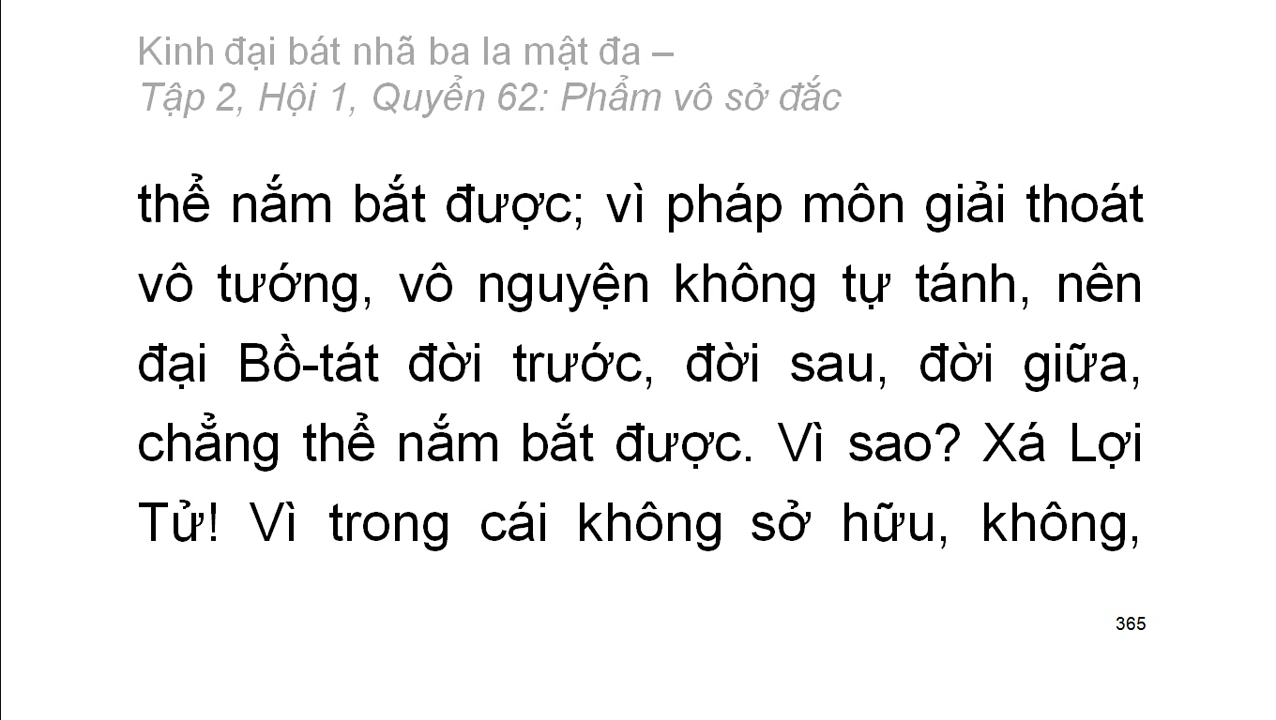 Kinh đại bát nhã ba la mật đa –
Tập 2, Hội 1, Quyển 62: Phẩm vô sở đắc
thể nắm bắt được; vì pháp môn giải thoát
vô tướng, vô nguyện không tự tánh, nên
đại Bồ-tát đời trước, đời sau, đời giữa,
chẳng thể nắm bắt được. Vì sao? Xá Lợi
Tử! Vì trong cái không sở hữu, không,
365